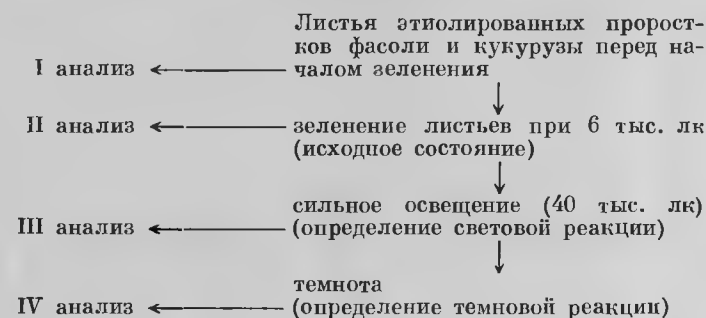 Листья этиолированных пророст-
ков фасоли и кукурузы перед на-
I анализ ← чалом зеленения
↓
II анализ ← зеленение листьев при 6 тыс. лк
(исходное состояние)
↓
сильное освещение (40 тыс. лк)
III анализ ← (определение световой реакции)
↓
темнота
IV анализ ← (определение темновой реакции)